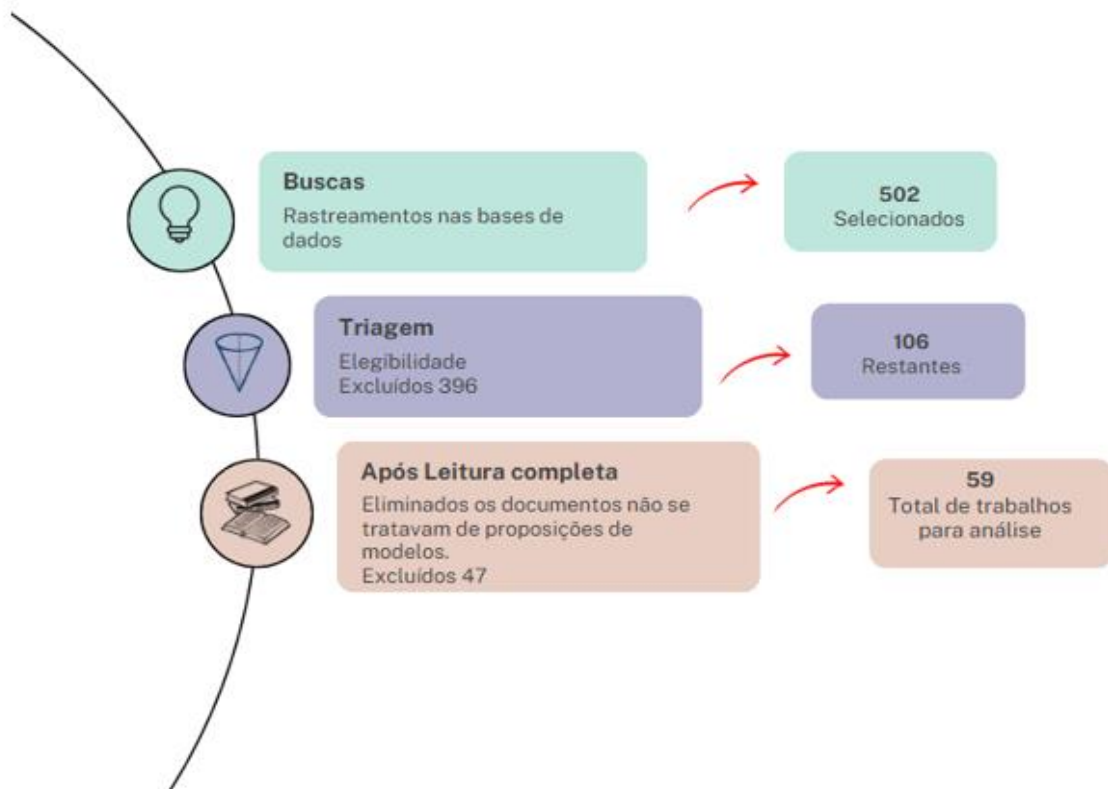 Buscas
Rastreamentos nas bases de
dados
502
Selecionados
Triagem
Elegibilidade
Excluídos 396
106
Restantes
Após Leitura completa
Eliminados os documentos não se
tratavam de proposições de
modelos.
Excluídos 47
59
Total de trabalhos
para análise